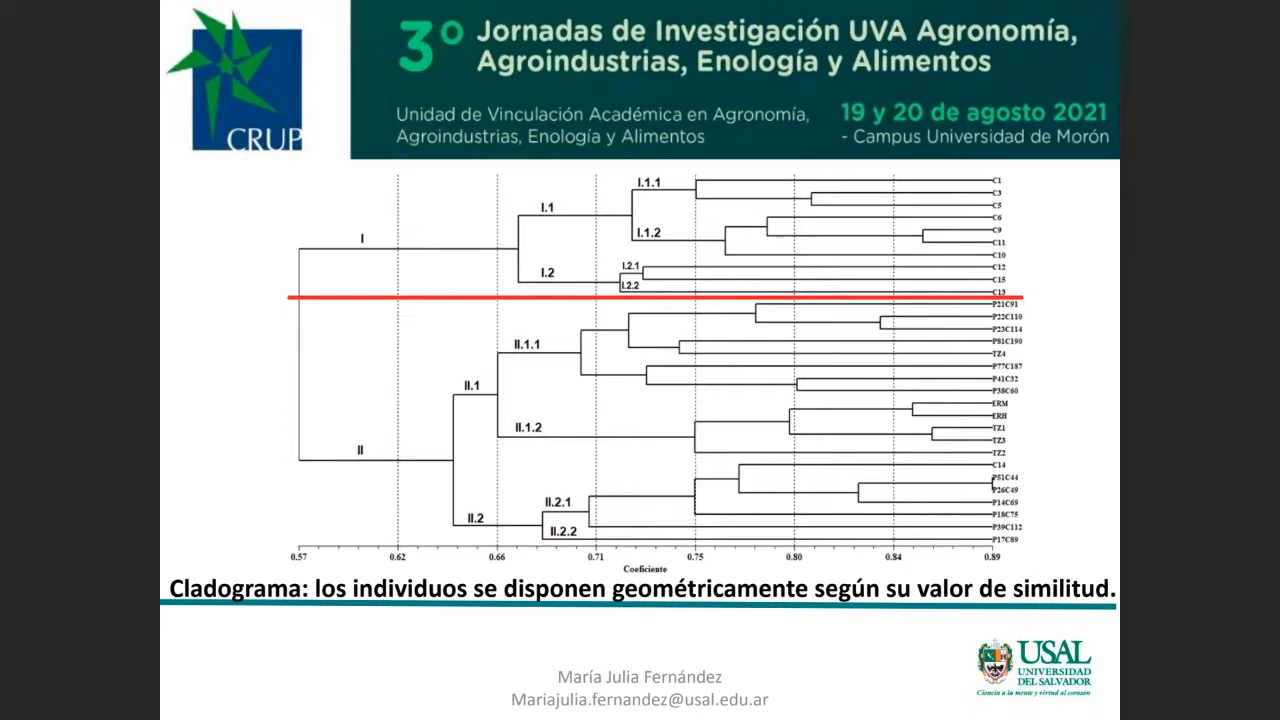 CRUP
3º Jornadas de Investigación UVA Agronomía,
Agroindustrias, Enología y Alimentos
Unidad de Vinculación Académica en Agronomía,
Agroindustrias, Enología y Alimentos
19 y 20 de agosto 2021
- Campus Universidad de Morón
I.1.1
C1
C3
I.1
C5
C6
I.1.2
C9
I
C11
C10
I.2.1
C12
I.2
C15
I.2.2
C13
P21C91
P22C110
P23C114
II.1.1
P81C190
TZ4
P77C187
II.1
P41C32
P38C60
ERM
ERH
II.1.2
TZ1
TZ3
II
TZ2
C14
P51C44
P26C49
II.2.1
P14C69
II.2
P18C75
II.2.2
P39C112
P17C89
0.57 0.62 0.66 0.71 0.75 0.80 0.84 0.89
Coeficiente
Cladograma: los individuos se disponen geométricamente según su valor de similitud.
María Julia Fernández
Mariajulia.fernandez@usal.edu.ar
USAL
UNIVERSIDAD
DEL SALVADOR
Ciencia a la mente y virtud al corazón